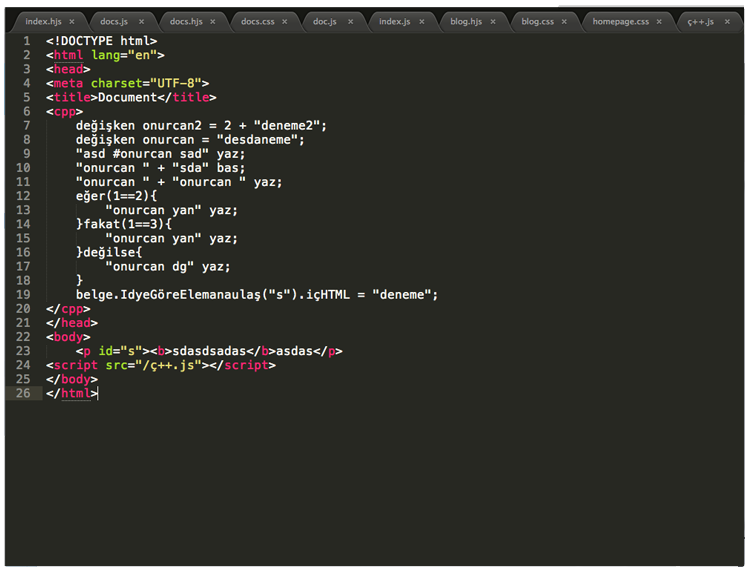 index.hjs × docs.js × docs.hjs × docs.css × doc.js × index.js × blog.hjs × blog.css × homepage.css × ç++.js ×
1 <!DOCTYPE html>
2 <html lang="en">
3 <head>
4 <meta charset="UTF-8">
5 <title>Document</title>
6 <cpp>
7 değişken onurcan2 = 2 + "deneme2";
8 değişken onurcan = "desdaneme";
9 "asd #onurcan sad" yaz;
10 "onurcan " + "sda" bas;
11 "onurcan " + "onurcan " yaz;
12 eğer(1==2){
13 "onurcan yan" yaz;
14 }fakat(1==3){
15 "onurcan yan" yaz;
16 }değilse{
17 "onurcan dg" yaz;
18 }
19 belge.IdyeGöreElemanaulaş("s").içHTML = "deneme";
20 </cpp>
21 </head>
22 <body>
23 <p id="s"><b>sdasdsadas</b>asdas</p>
24 <script src="/ç++.js"></script>
25 </body>
26 </html>